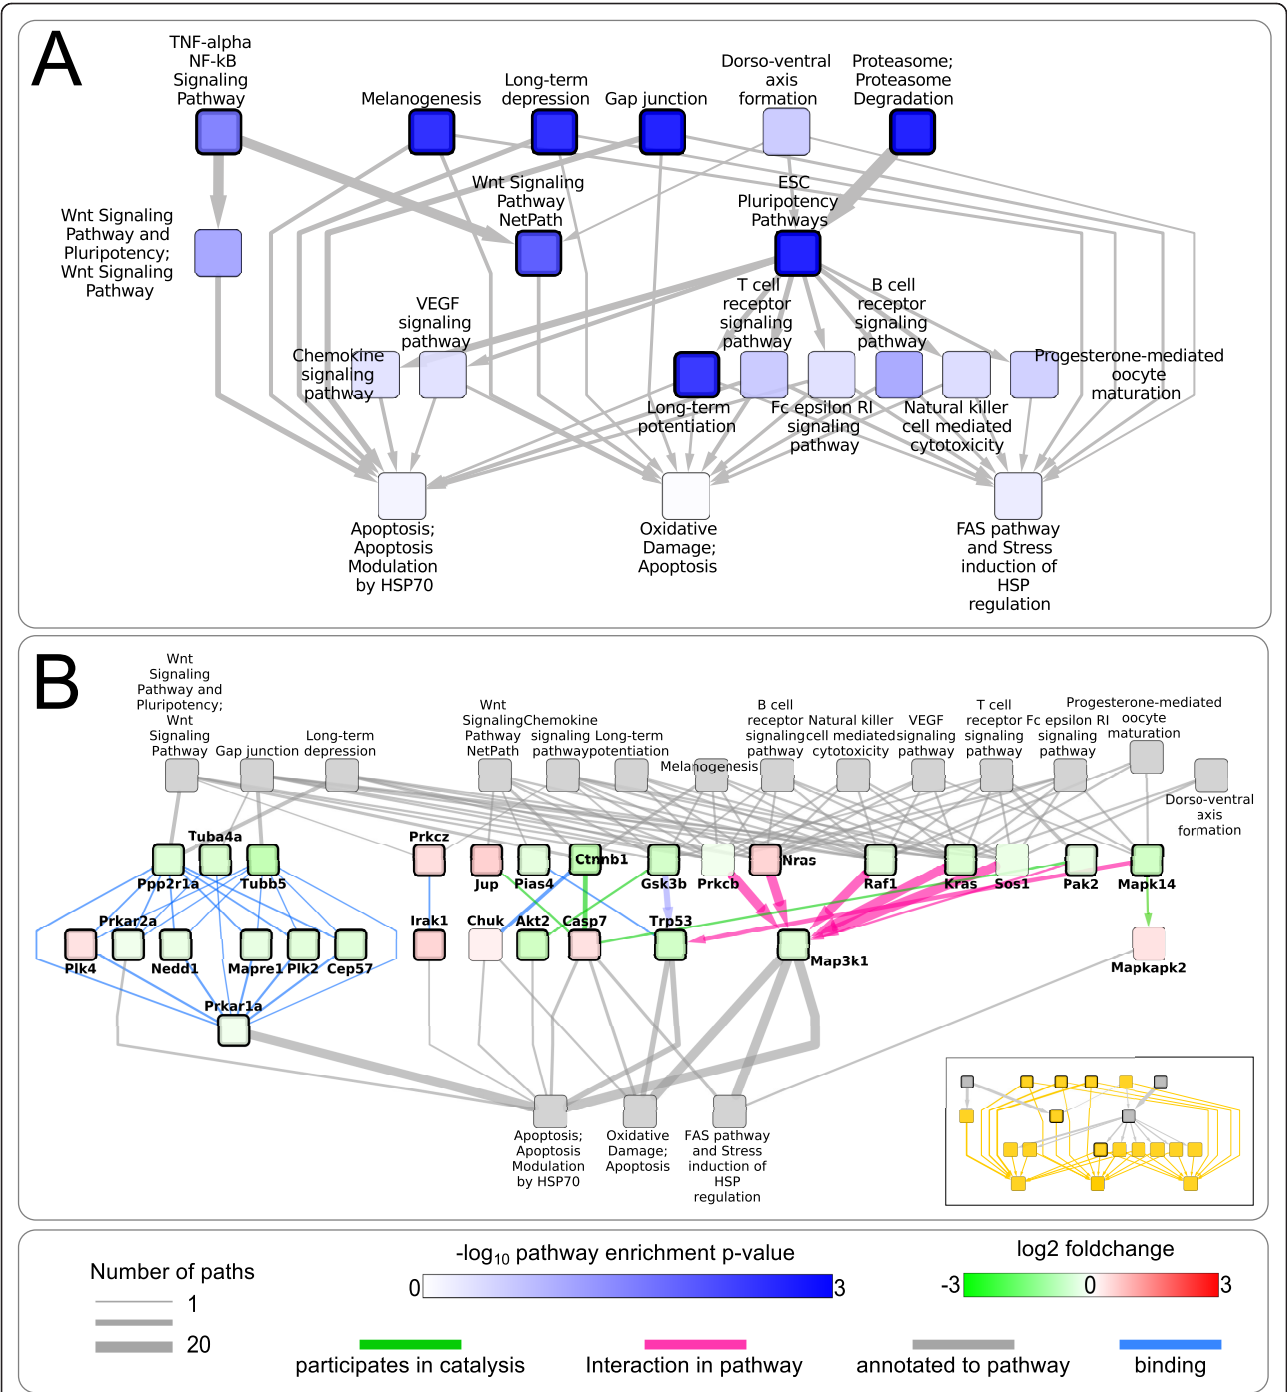 A
TNF-alpha
NF-kB
Signaling
Pathway
Melanogenesis
Long-term
depression
Gap junction
Dorso-ventral
axis
formation
Proteasome;
Proteasome
Degradation
Wnt Signaling
Pathway and
Pluripotency;
Wnt Signaling
Pathway
Wnt Signaling
Pathway
NetPath
ESC
Pluripotency
Pathways
Chemokine
signaling
pathway
VEGF
signaling
pathway
T cell
receptor
signaling
pathway
B cell
receptor
signaling
pathway
Progesterone-mediated
oocyte
maturation
Long-term
potentiation
Fc epsilon RI
signaling
pathway
Natural killer
cell mediated
cytotoxicity
Apoptosis;
Apoptosis
Modulation
by HSP70
Oxidative
Damage;
Apoptosis
FAS pathway
and Stress
induction of
HSP
regulation
B
Wnt
Signaling
Pathway and
Pluripotency;
Wnt
Signaling
Pathway
Gap junction
Long-term
depression
Wnt
Signaling
Pathway
NetPath
Chemokine
signaling
pathway
Long-term
potentiation
Melanogenesis
B cell
receptor
signaling
pathway
Natural killer
cell mediated
cytotoxicity
VEGF
signaling
pathway
T cell
receptor
signaling
pathway
Fc epsilon RI
signaling
pathway
Progesterone-mediated
oocyte
maturation
Dorso-ventral
axis
formation
Ppp2r1a
Tuba4a
Tubb5
Prkcz
Jup
Pias4
Ctnnb1
Gsk3b
Prkcb
Nras
Raf1
Kras
Sos1
Pak2
Mapk14
Plk4
Prkar2a
Nedd1
Mapre1
Plk2
Cep57
Irak1
Chuk
Akt2
Casp7
Trp53
Map3k1
Mapkapk2
Prkar1a
Apoptosis;
Apoptosis
Modulation
by HSP70
Oxidative
Damage;
Apoptosis
FAS pathway
and Stress
induction of
HSP
regulation
Number of paths
1
20
-log10 pathway enrichment p-value
0
3
log2 foldchange
-3
0
3
participates in catalysis
Interaction in pathway
annotated to pathway
binding